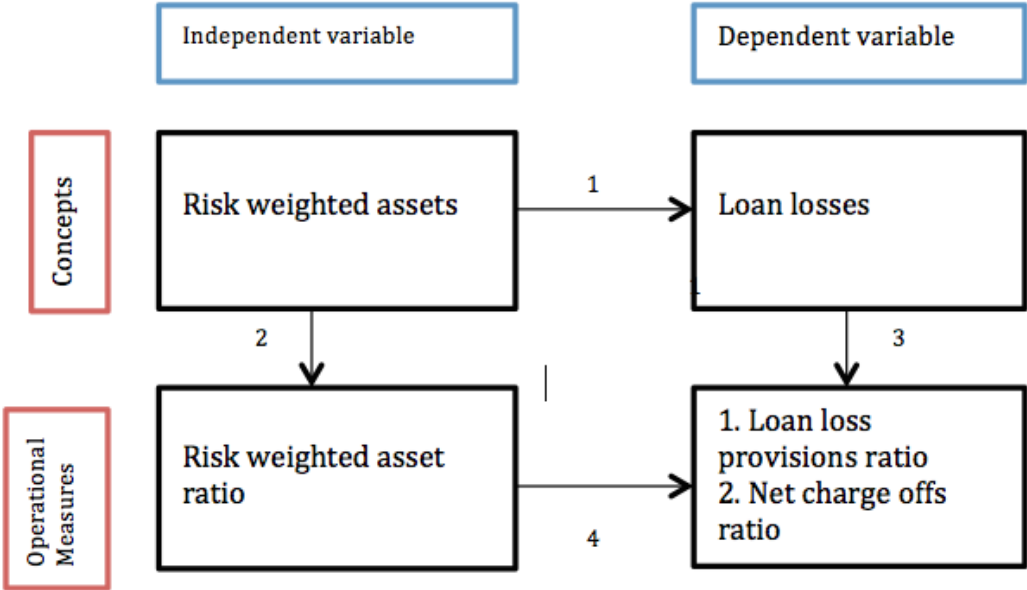 Independent variable
Dependent variable
Concepts
Risk weighted assets
1
Loan losses
1
2
3
Operational
Measures
Risk weighted asset
ratio
4
1. Loan loss
provisions ratio
2. Net charge offs
ratio